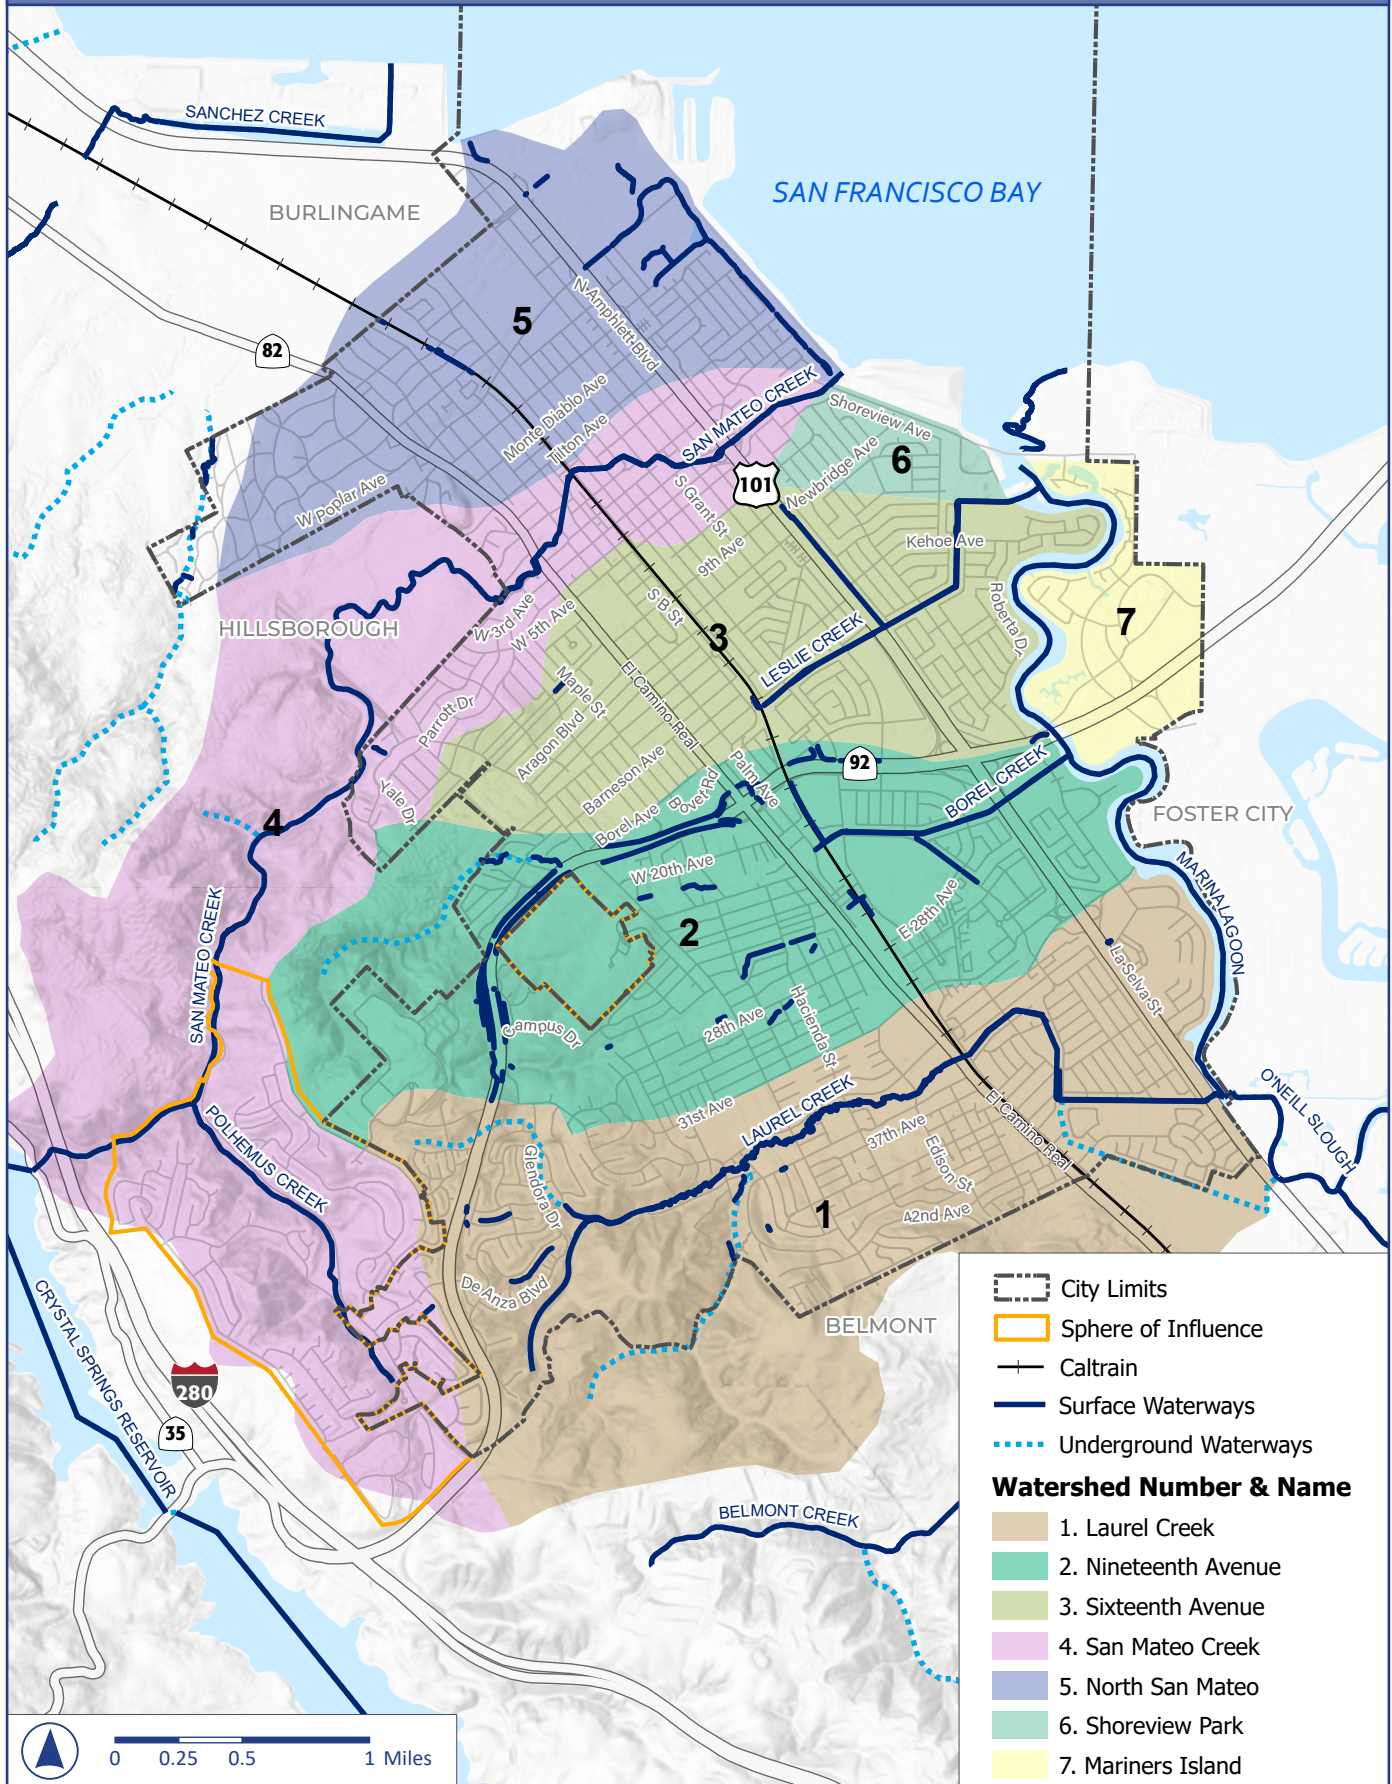 SANCHEZ CREEK
SAN FRANCISCO BAY
BURLINGAME
5
N Amphlett Blvd
82
Monte Diablo Ave
Tilton Ave
SAN MATEO CREEK
Shoreview Ave
6
101
Newbridge Ave
W Poplar Ave
S Grant St
9th Ave
Kehoe Ave
HILLSBOROUGH
W 3rd Ave
W 5th Ave
S B St
3
LESLIE CREEK
Roberta D
7
Maple St
El Camino Real
Parrott Dr
Aragon Blvd
Barneson Ave
Palm Ave
92
Bovet Rd
BOREL CREEK
Yale Dr
4
Borel Ave
FOSTER CITY
W 20th Ave
MARINA LAGOON
2
E 28th Ave
SAN MATEO CREEK
La Selva St
Campus Dr
28th Ave
Hacienda St
POLHEMUS CREEK
31st Ave
LAUREL CREEK
El Camino Real
O'NEILL SLOUGH
37th Ave
Edison St
Glendora Dr
1
42nd Ave
De Anza Blvd
BELMONT
CRYSTAL SPRINGS RESERVOIR
280
35
BELMONT CREEK
City Limits
Sphere of Influence
Caltrain
Surface Waterways
Underground Waterways
Watershed Number & Name
1. Laurel Creek
2. Nineteenth Avenue
3. Sixteenth Avenue
4. San Mateo Creek
5. North San Mateo
6. Shoreview Park
7. Mariners Island
0 0.25 0.5 1 Miles